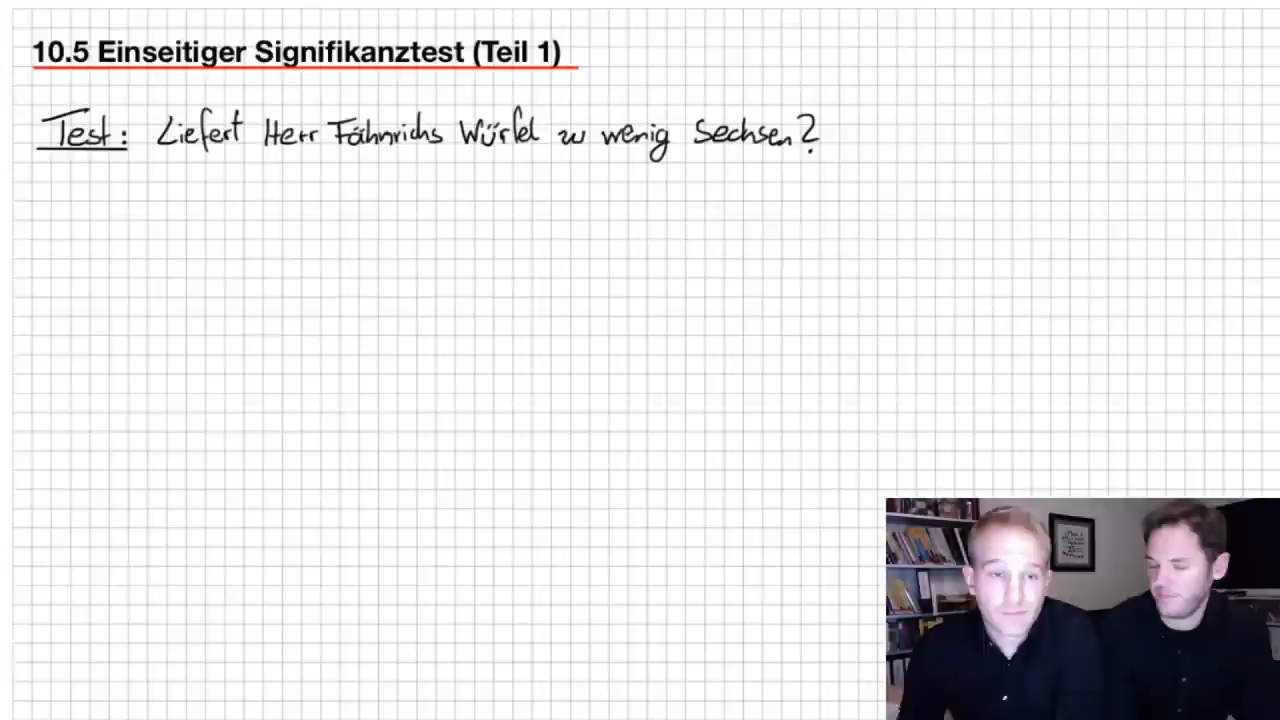 10.5 Einseitiger Signifikanztest (Teil 1)
Test: Liefert Herr Fähnrichs Würfel zu wenig Sechsen?